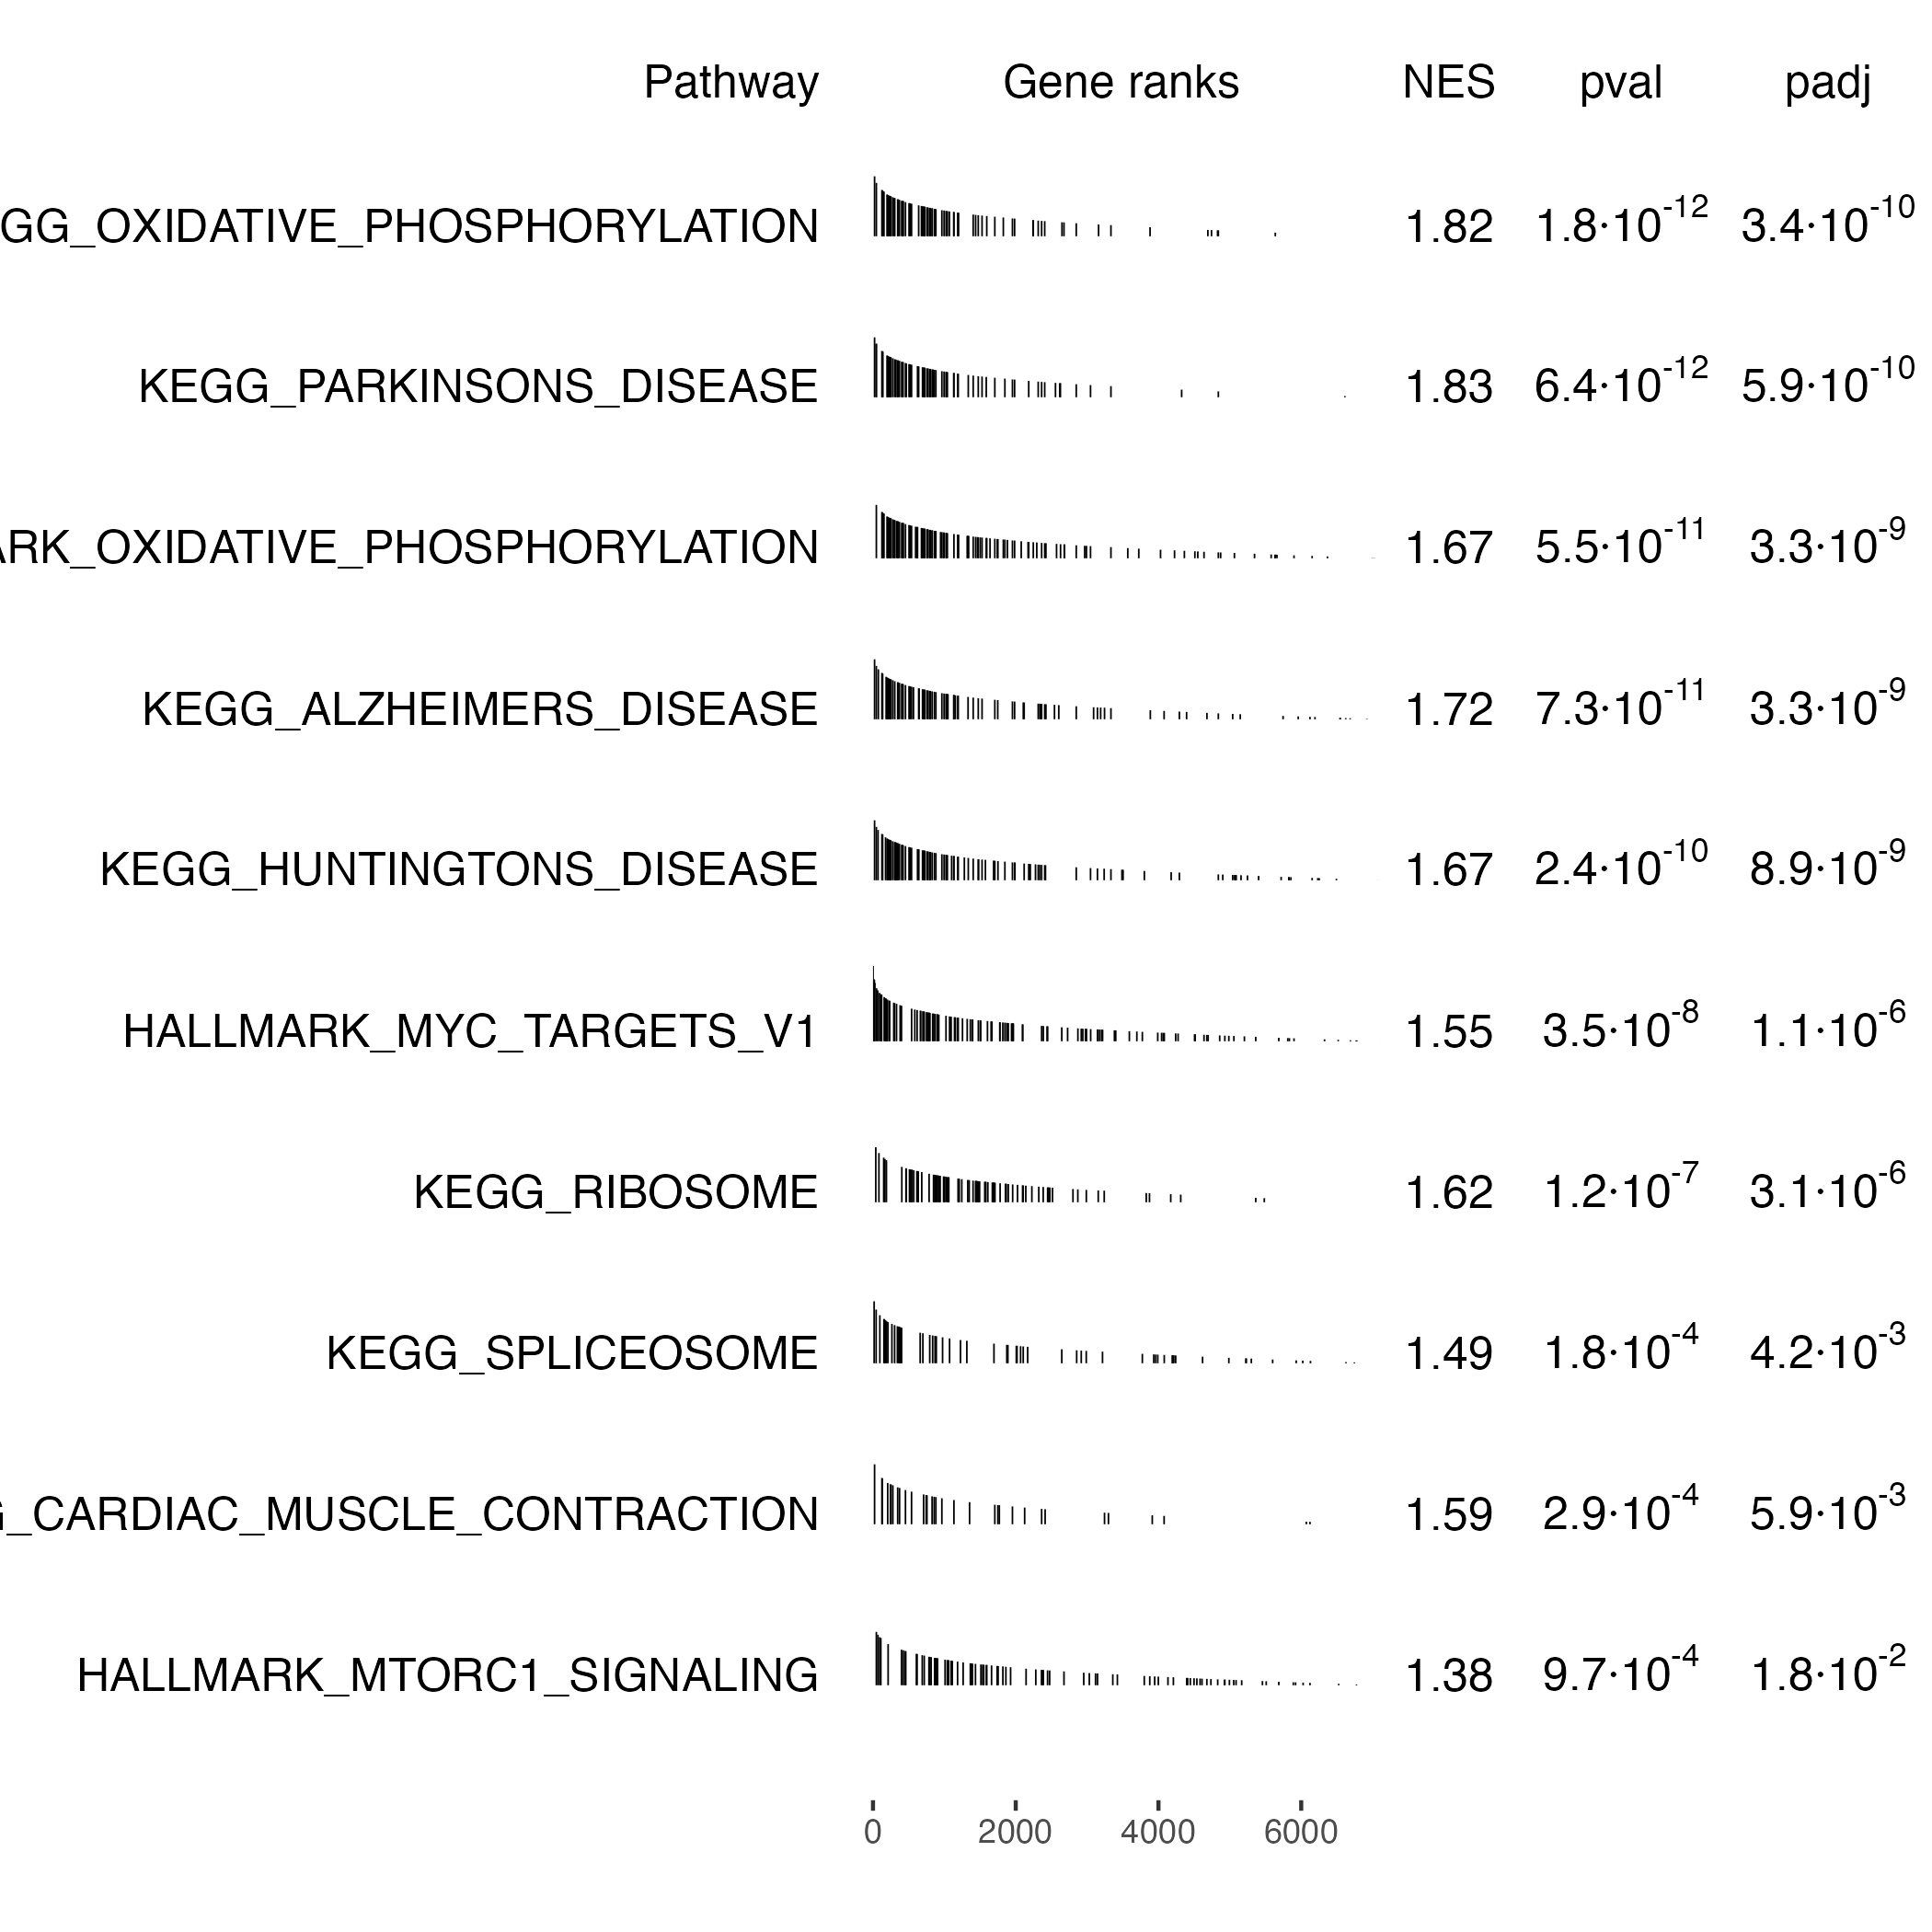 Pathway Gene ranks NES pval padj
GG_OXIDATIVE_PHOSPHORYLATION 1.82 1.8·10^-12 3.4·10^-10
KEGG_PARKINSONS_DISEASE 1.83 6.4·10^-12 5.9·10^-10
ARK_OXIDATIVE_PHOSPHORYLATION 1.67 5.5·10^-11 3.3·10^-9
KEGG_ALZHEIMERS_DISEASE 1.72 7.3·10^-11 3.3·10^-9
KEGG_HUNTINGTONS_DISEASE 1.67 2.4·10^-10 8.9·10^-9
HALLMARK_MYC_TARGETS_V1 1.55 3.5·10^-8 1.1·10^-6
KEGG_RIBOSOME 1.62 1.2·10^-7 3.1·10^-6
KEGG_SPLICEOSOME 1.49 1.8·10^-4 4.2·10^-3
G_CARDIAC_MUSCLE_CONTRACTION 1.59 2.9·10^-4 5.9·10^-3
HALLMARK_MTORC1_SIGNALING 1.38 9.7·10^-4 1.8·10^-2
0 2000 4000 6000